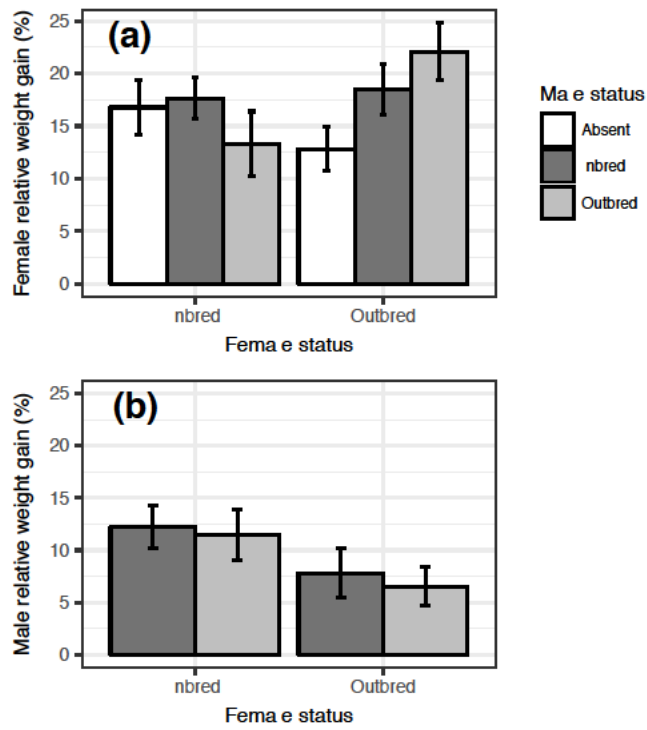 (a)
Female relative weight gain (%)
25
20
15
10
5
0
nbred
Outbred
Fema e status
Ma e status
Absent
nbred
Outbred
(b)
Male relative weight gain (%)
25
20
15
10
5
0
nbred
Outbred
Fema e status